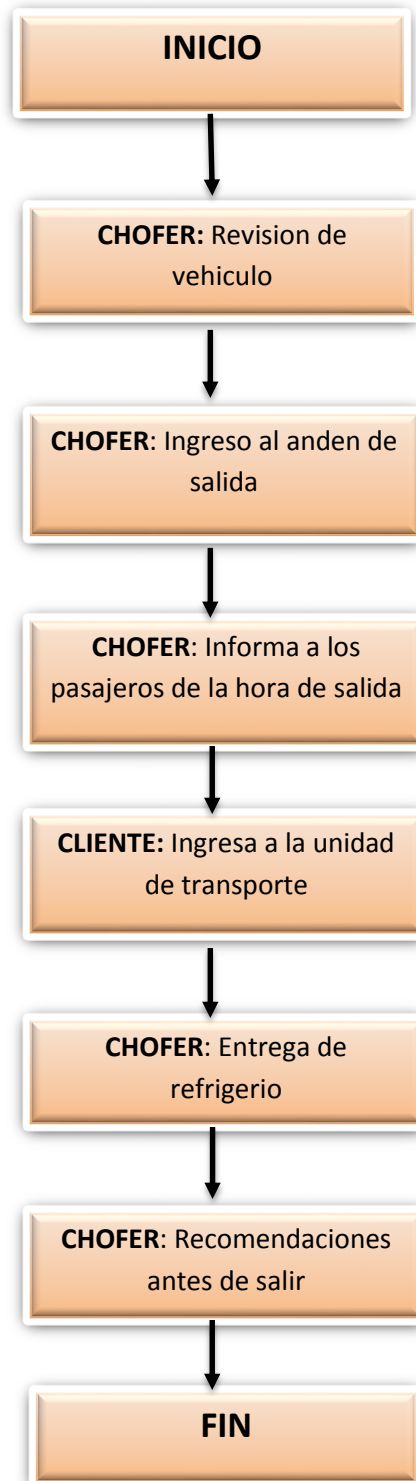 INICIO
CHOFER: Revision de
vehiculo
CHOFER: Ingreso al anden de
salida
CHOFER: Informa a los
pasajeros de la hora de salida
CLIENTE: Ingresa a la unidad
de transporte
CHOFER: Entrega de
refrigerio
CHOFER: Recomendaciones
antes de salir
FIN